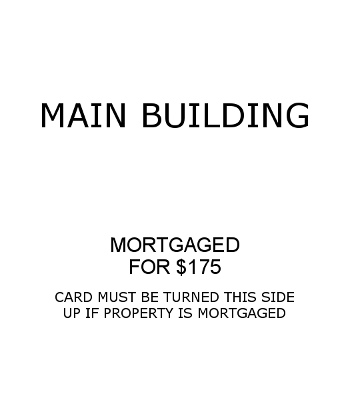 MAIN BUILDING
MORTGAGED
FOR $175
CARD MUST BE TURNED THIS SIDE
UP IF PROPERTY IS MORTGAGED